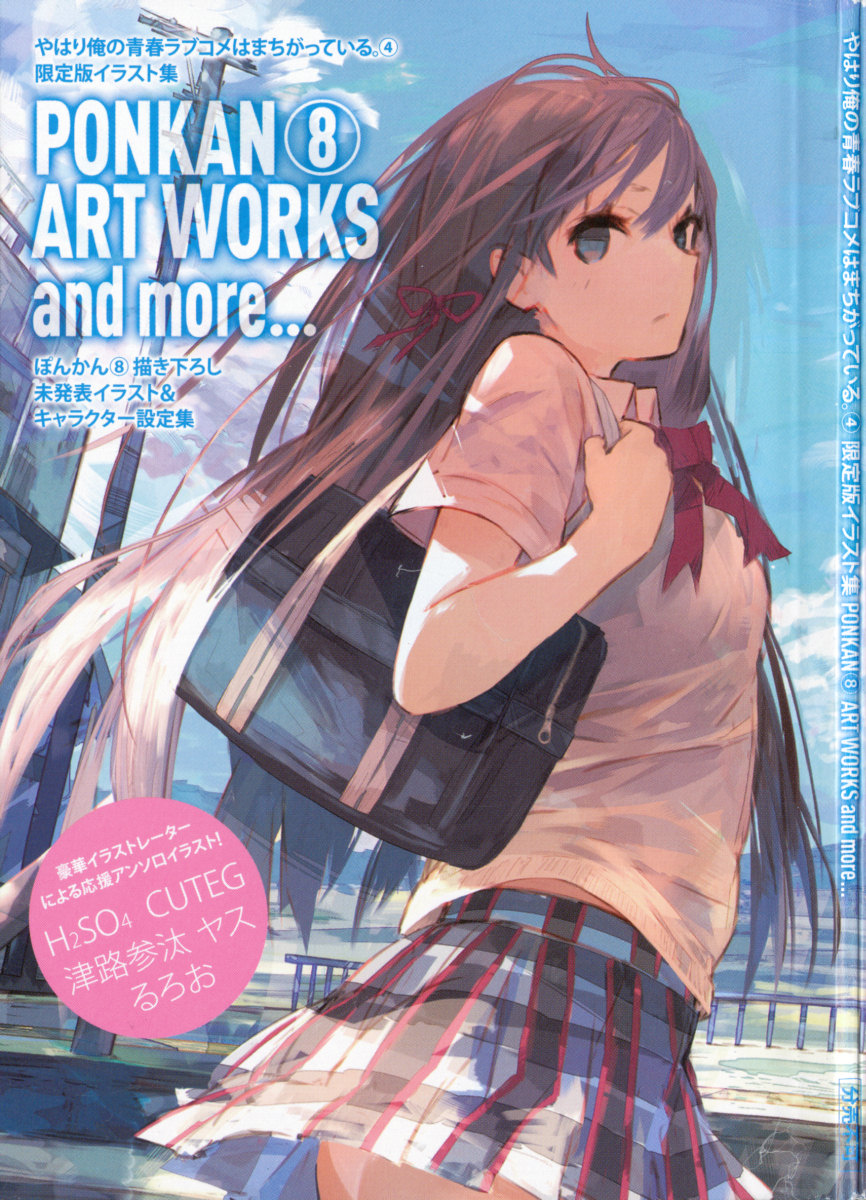 やはり俺の青春ラブコメはまちがっている。④
限定版イラスト集
PONKAN⑧
ART WORKS
and more...
ぽんかん⑧ 描き下ろし
未発表イラスト&
キャラクター設定集
豪華イラストレーター
による応援アンソロイラスト!
H₂SO₄ CUTEG
津路参汰 ヤス
るろお
やはり俺の青春ラブコメはまちがっている。④ 限定版イラスト集 PONKAN⑧ ART WORKS and more...
分売不可